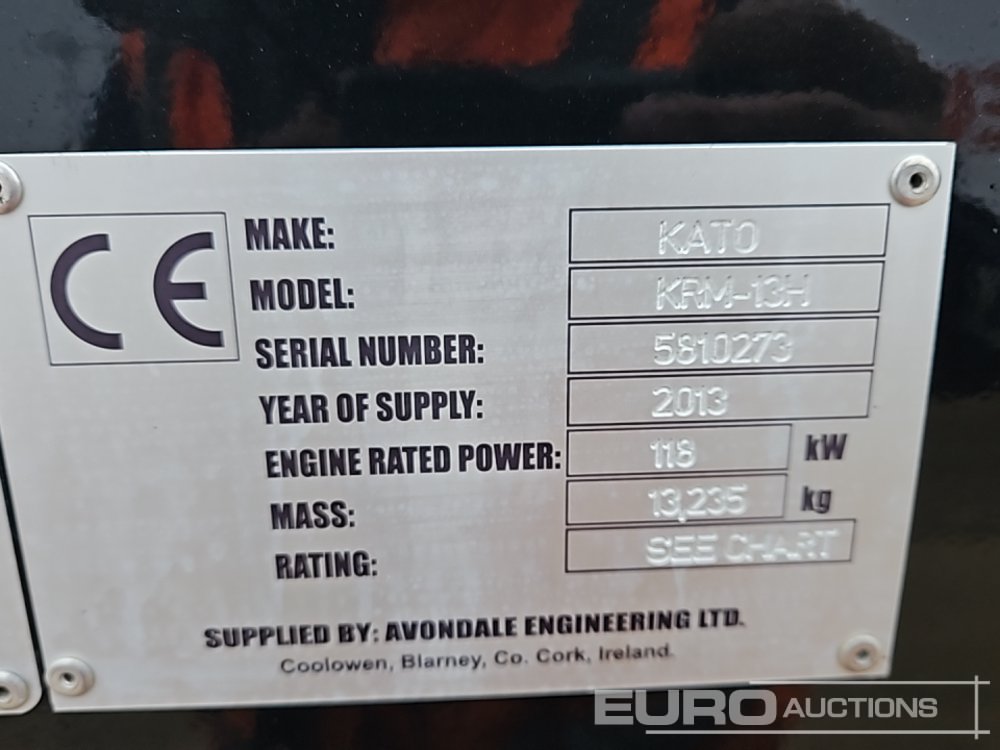 CE
MAKE: KATO
MODEL: KRM-13H
SERIAL NUMBER: 5810273
YEAR OF SUPPLY: 2013
ENGINE RATED POWER: 118 kW
MASS: 13,235 kg
RATING: SEE CHART
SUPPLIED BY: AVONDALE ENGINEERING LTD.
Coolowen, Blarney, Co. Cork, Ireland.
EURO AUCTIONS